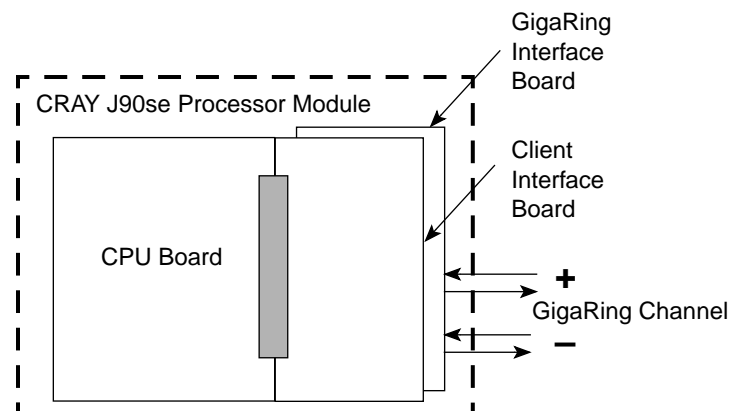 GigaRing
Interface
Board
CRAY J90se Processor Module
Client
Interface
Board
CPU Board
+
GigaRing Channel
−